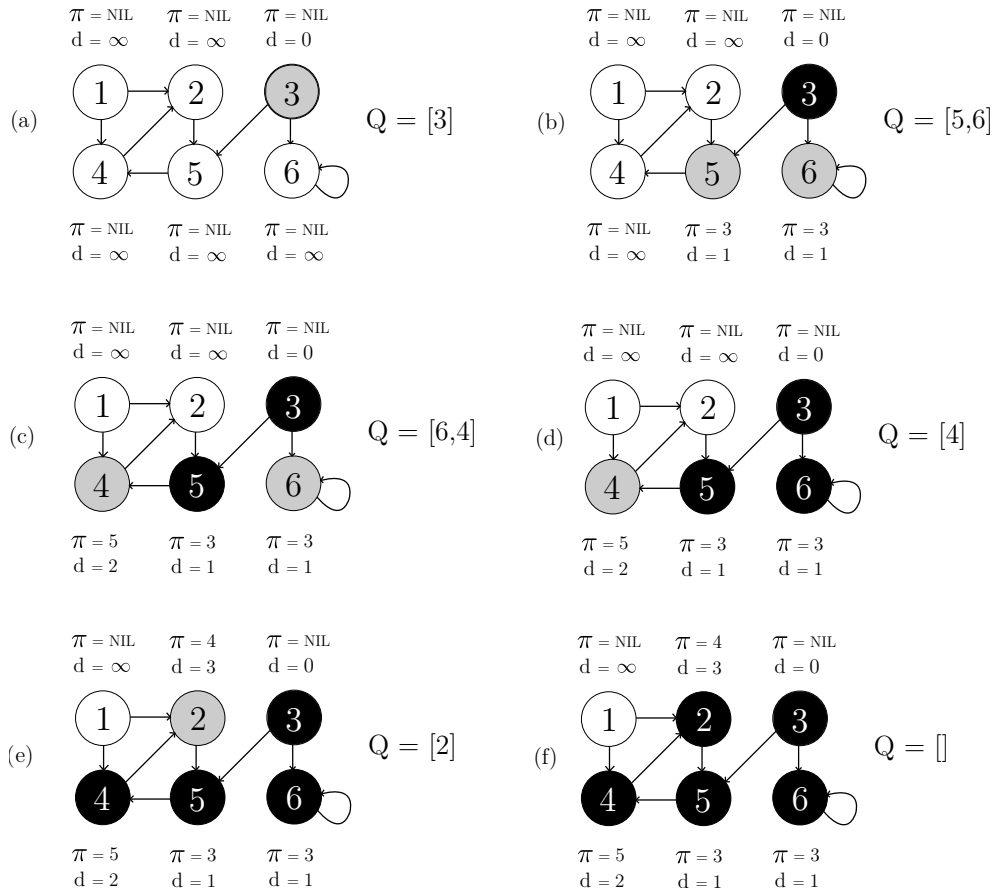 π = NIL π = NIL π = NIL
d = ∞ d = ∞ d = 0
(a) 1 2 3 Q = [3]
4 5 6
π = NIL π = NIL π = NIL
d = ∞ d = ∞ d = ∞
π = NIL π = NIL π = NIL
d = ∞ d = ∞ d = 0
(b) 1 2 3 Q = [5,6]
4 5 6
π = NIL π = 3 π = 3
d = ∞ d = 1 d = 1
π = NIL π = NIL π = NIL
d = ∞ d = ∞ d = 0
(c) 1 2 3 Q = [6,4]
4 5 6
π = 5 π = 3 π = 3
d = 2 d = 1 d = 1
π = NIL π = NIL π = NIL
d = ∞ d = ∞ d = 0
(d) 1 2 3 Q = [4]
4 5 6
π = 5 π = 3 π = 3
d = 2 d = 1 d = 1
π = NIL π = 4 π = NIL
d = ∞ d = 3 d = 0
(e) 1 2 3 Q = [2]
4 5 6
π = 5 π = 3 π = 3
d = 2 d = 1 d = 1
π = NIL π = 4 π = NIL
d = ∞ d = 3 d = 0
(f) 1 2 3 Q = []
4 5 6
π = 5 π = 3 π = 3
d = 2 d = 1 d = 1